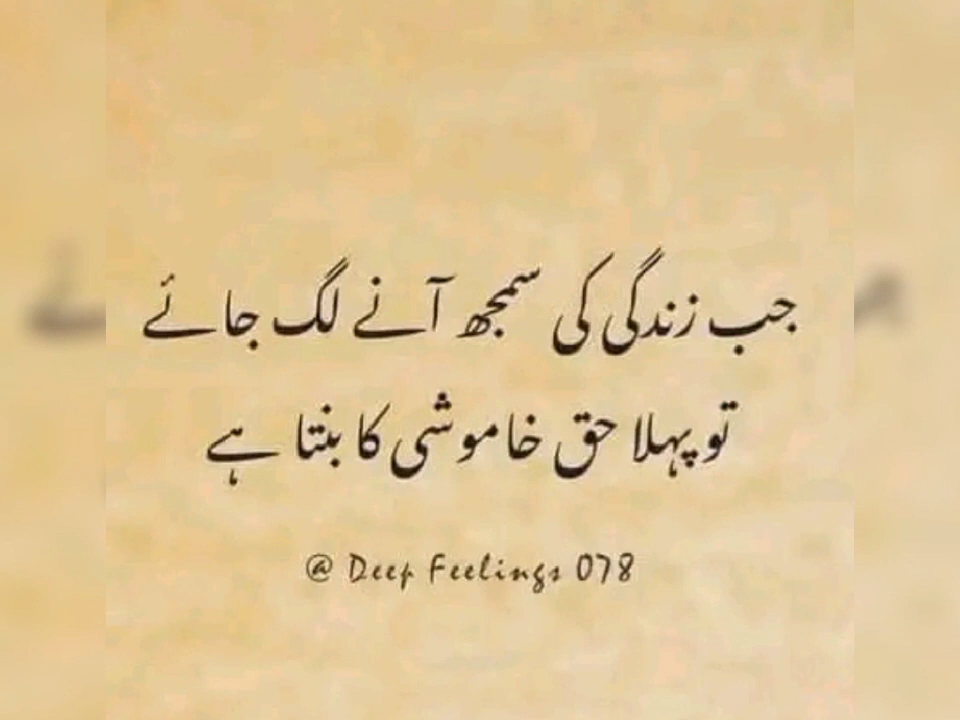 جب زندگی کی سمجھ آنے لگ جائے
تو پہلا حق خاموشی کا بنتا ہے
@ Deep Feelings 078